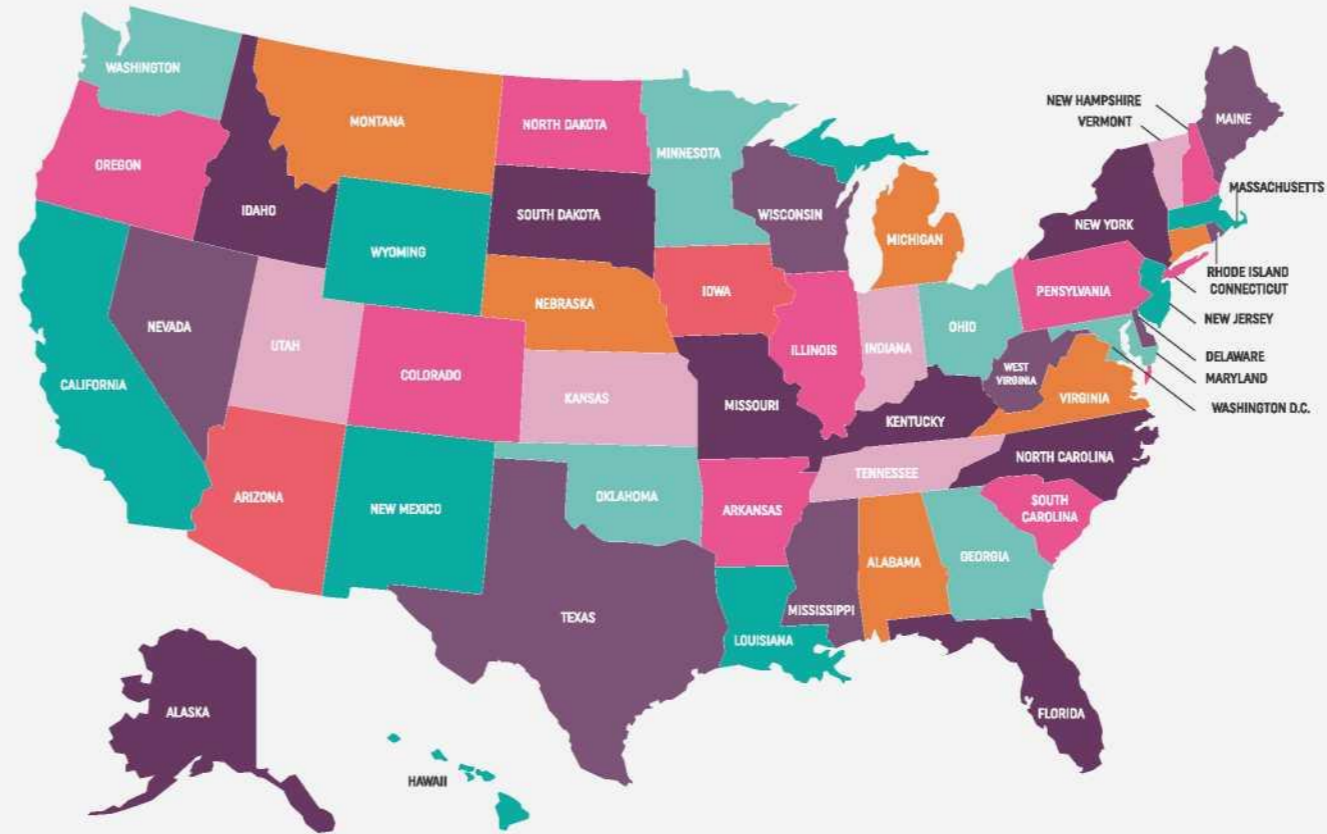 WASHINGTON
OREGON
IDAHO
MONTANA
NORTH DAKOTA
MINNESOTA
SOUTH DAKOTA
WYOMING
WISCONSIN
MICHIGAN
NEW HAMPSHIRE
VERMONT
MAINE
MASSACHUSETTS
NEW YORK
RHODE ISLAND
CONNECTICUT
PENSYLVANIA
NEW JERSEY
DELAWARE
MARYLAND
WASHINGTON D.C.
CALIFORNIA
NEVADA
UTAH
COLORADO
NEBRASKA
IOWA
KANSAS
MISSOURI
ILLINOIS
INDIANA
OHIO
WEST
VIRGINIA
VIRGINIA
KENTUCKY
NORTH CAROLINA
TENNESSEE
SOUTH
CAROLINA
ARIZONA
NEW MEXICO
OKLAHOMA
ARKANSAS
TEXAS
LOUISIANA
MISSISSIPPI
ALABAMA
GEORGIA
FLORIDA
ALASKA
HAWAII